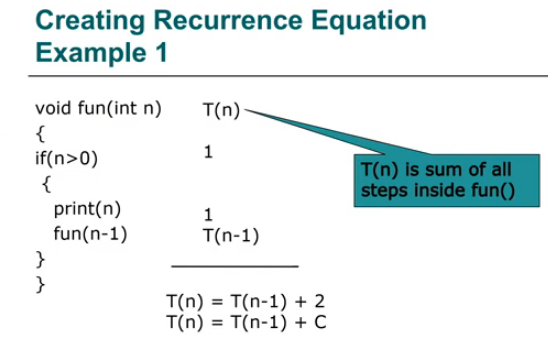 Creating Recurrence Equation
Example 1
void fun(int n) T(n)
{
if(n>0) 1
{
print(n) 1
fun(n-1) T(n-1)
}
}
T(n) is sum of all
steps inside fun()
T(n) = T(n-1) + 2
T(n) = T(n-1) + C